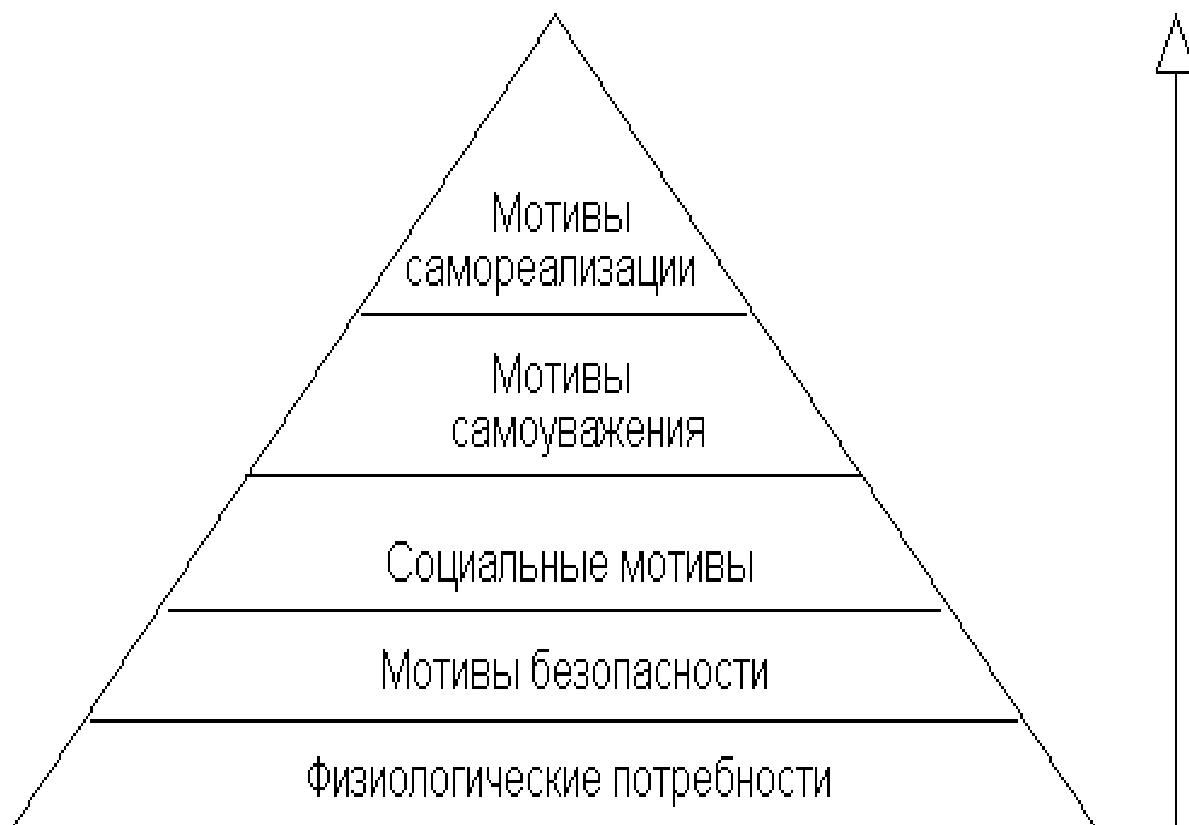 Мотивы
самореализации
Мотивы
самоуважения
Социальные мотивы
Мотивы безопасности
Физиологические потребности